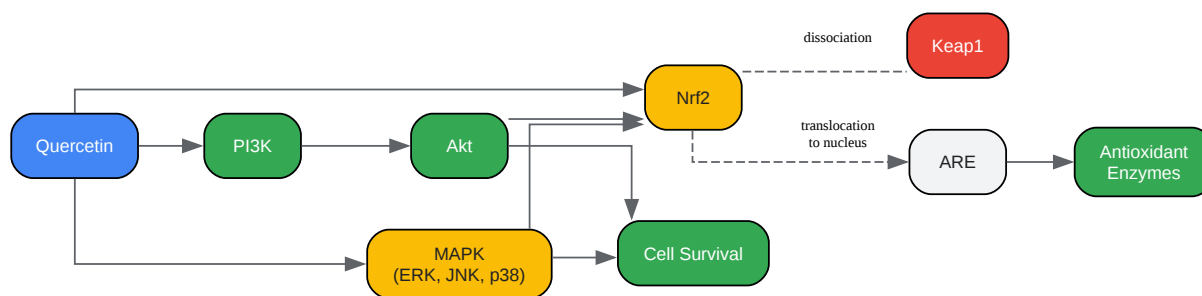 dissociation
Keap1
Nrf2
Quercetin
PI3K
Akt
translocation
to nucleus
ARE
Antioxidant
Enzymes
MAPK
(ERK, JNK, p38)
Cell Survival